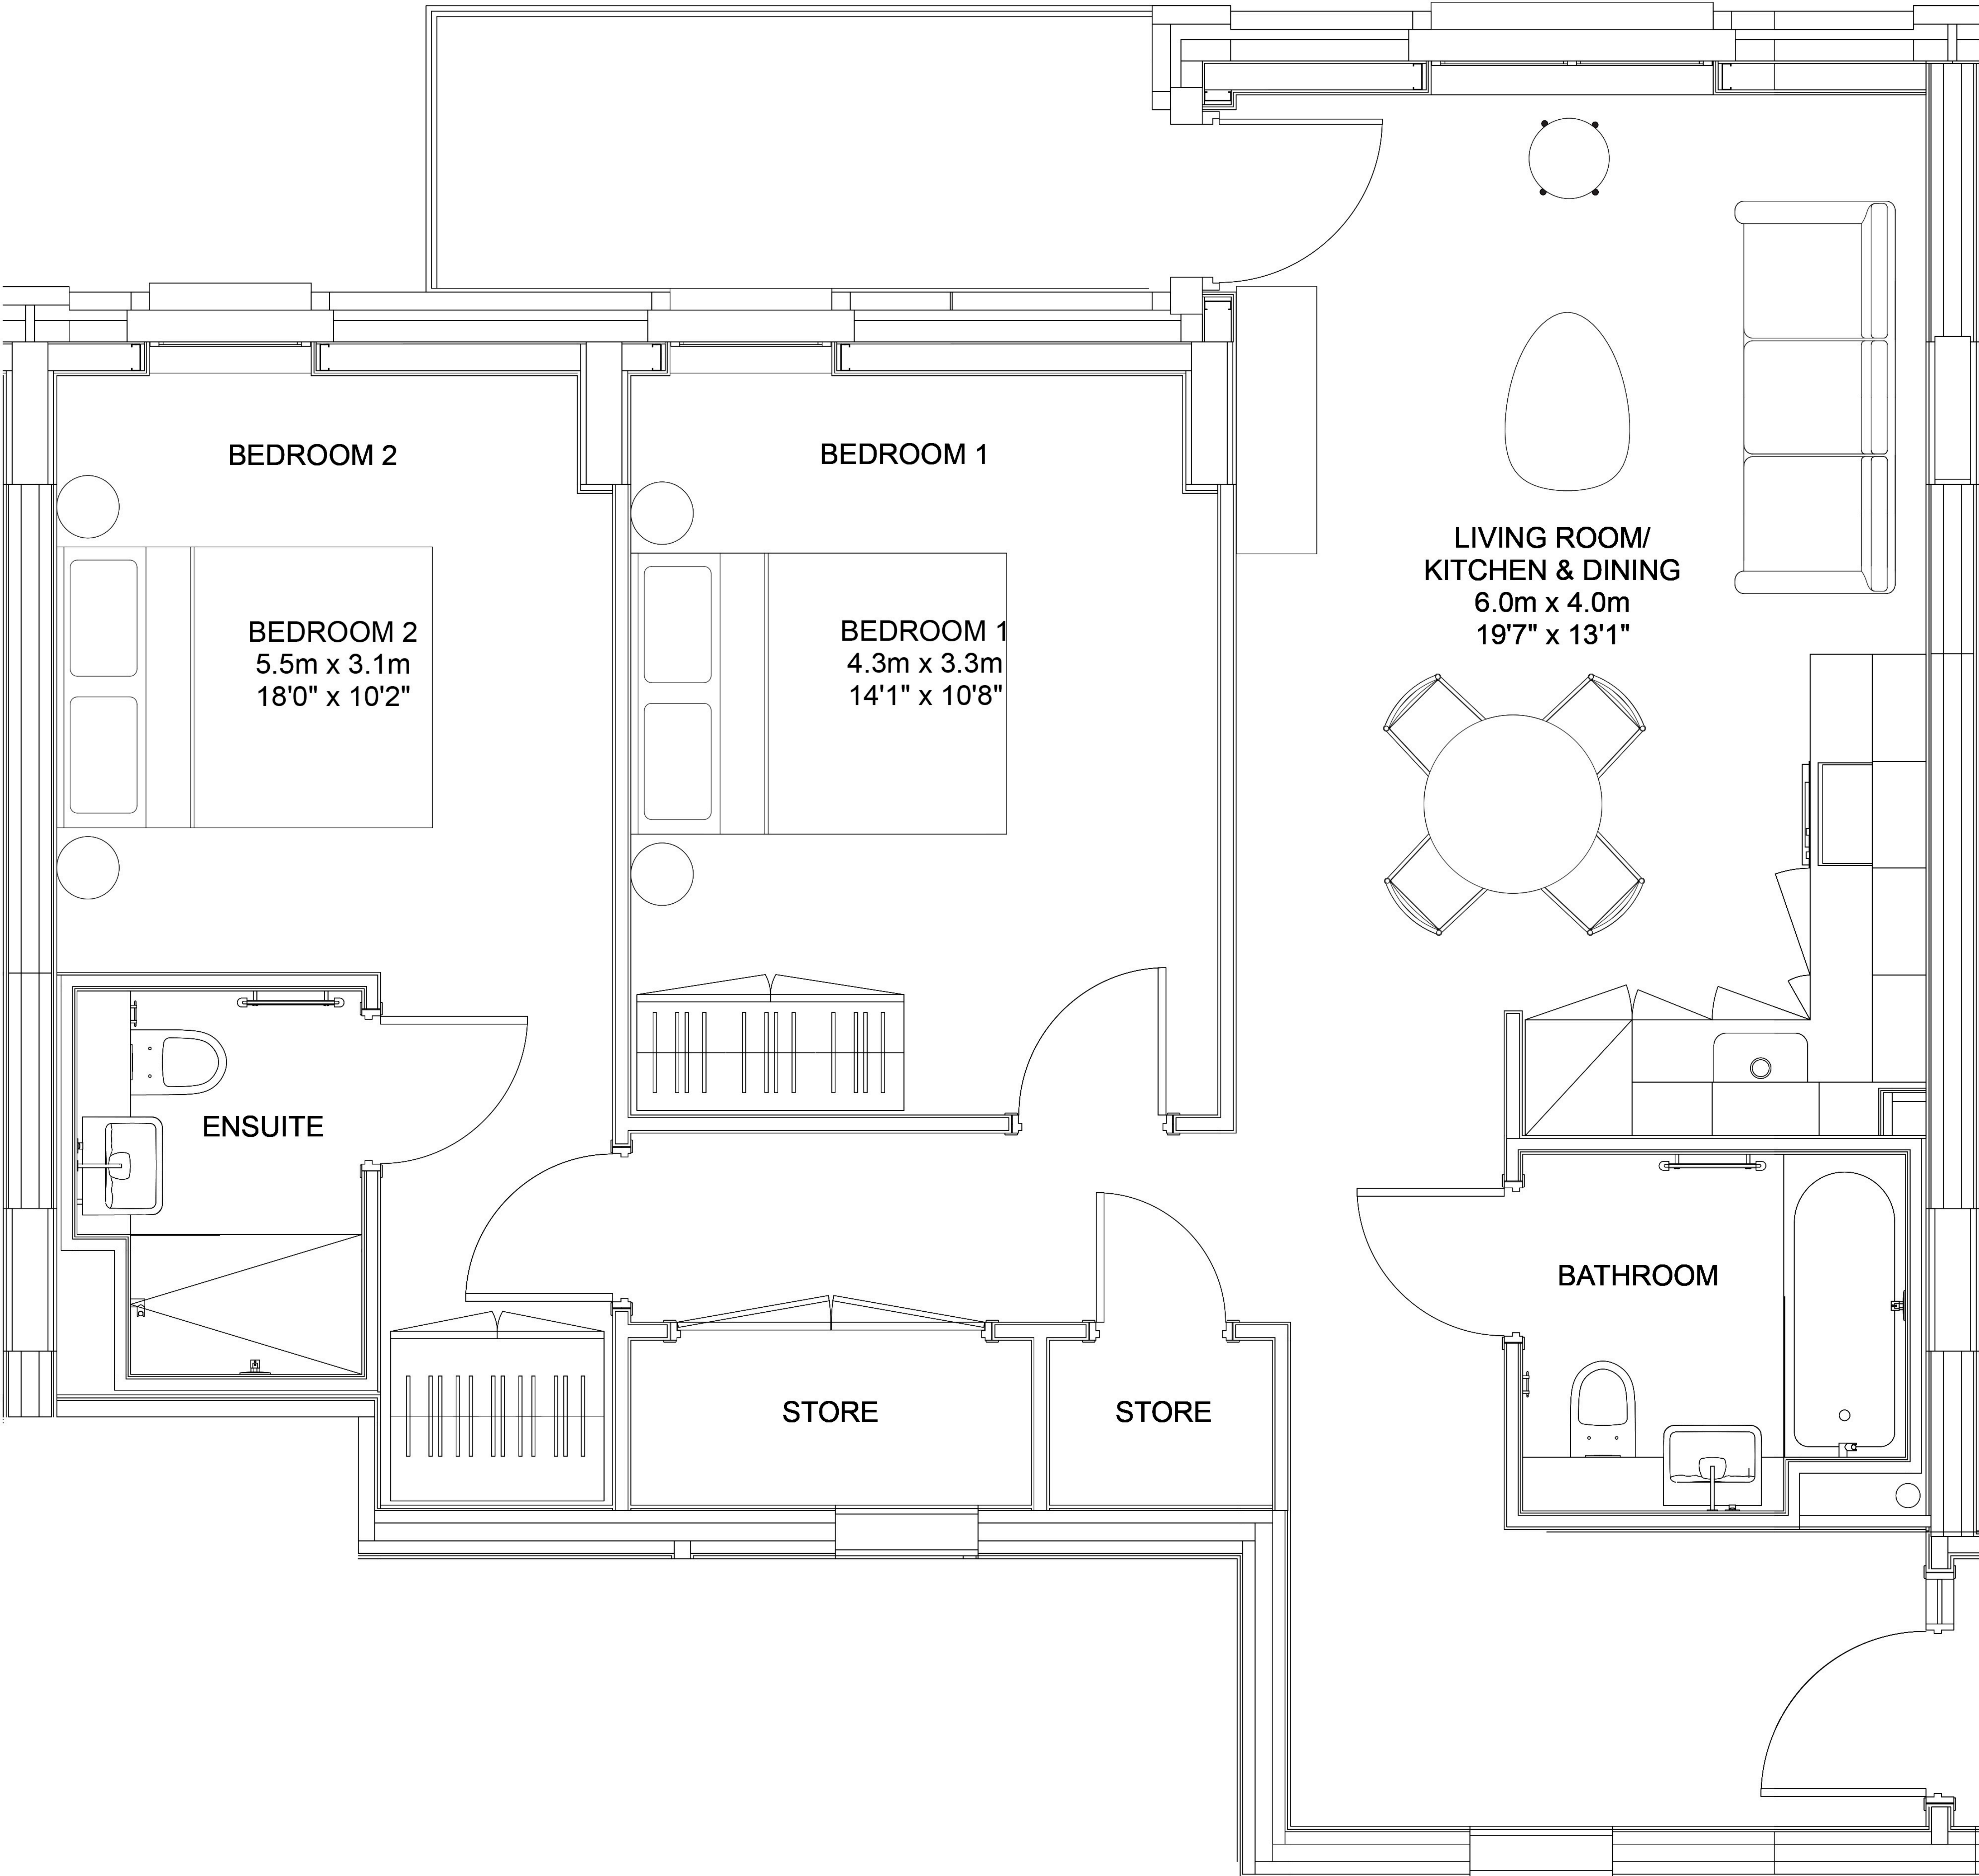 BEDROOM 2
BEDROOM 1
LIVING ROOM/
KITCHEN & DINING
6.0m x 4.0m
19'7" x 13'1"
BEDROOM 2
5.5m x 3.1m
18'0" x 10'2"
BEDROOM 1
4.3m x 3.3m
14'1" x 10'8"
ENSUITE
BATHROOM
STORE
STORE